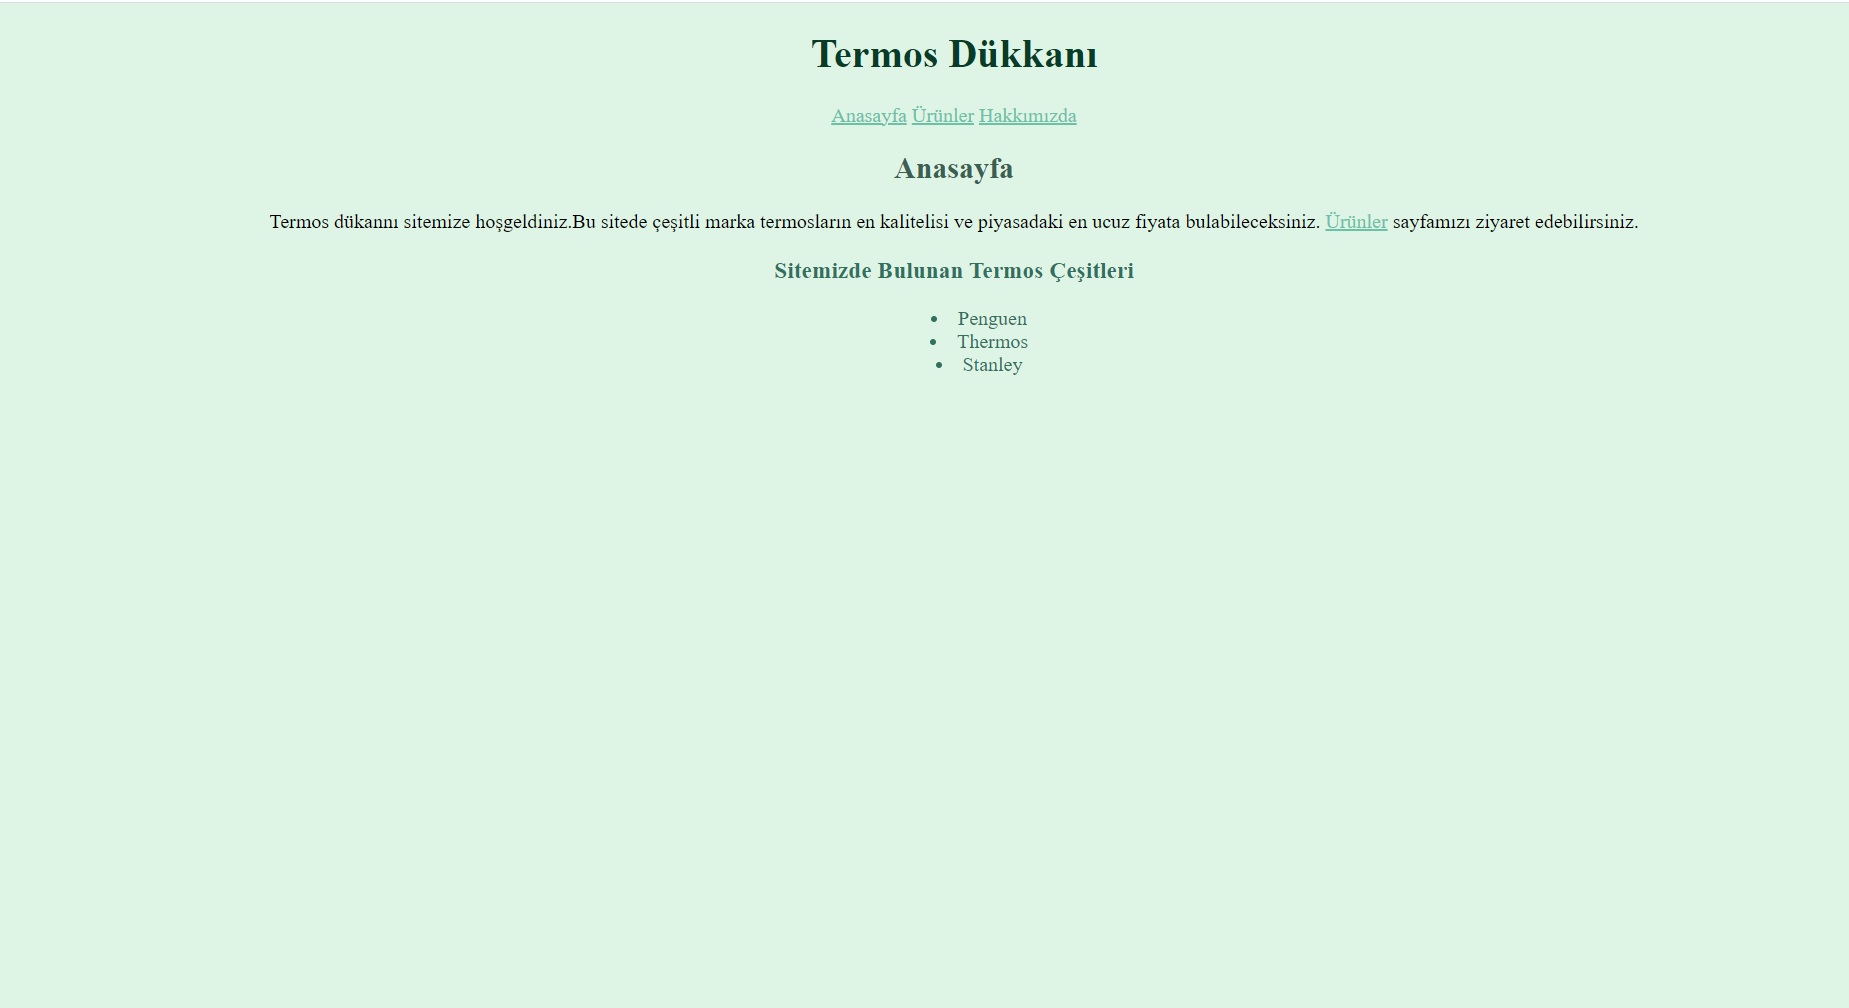 Termos Dükkanı
Anasayfa Ürünler Hakkımızda
Anasayfa
Termos dükannı sitemize hoşgeldiniz.Bu sitede çeşitli marka termosların en kalitelisi ve piyasadaki en ucuz fiyata bulabileceksiniz. Ürünler sayfamızı ziyaret edebilirsiniz.
Sitemizde Bulunan Termos Çeşitleri
• Penguen
• Thermos
• Stanley